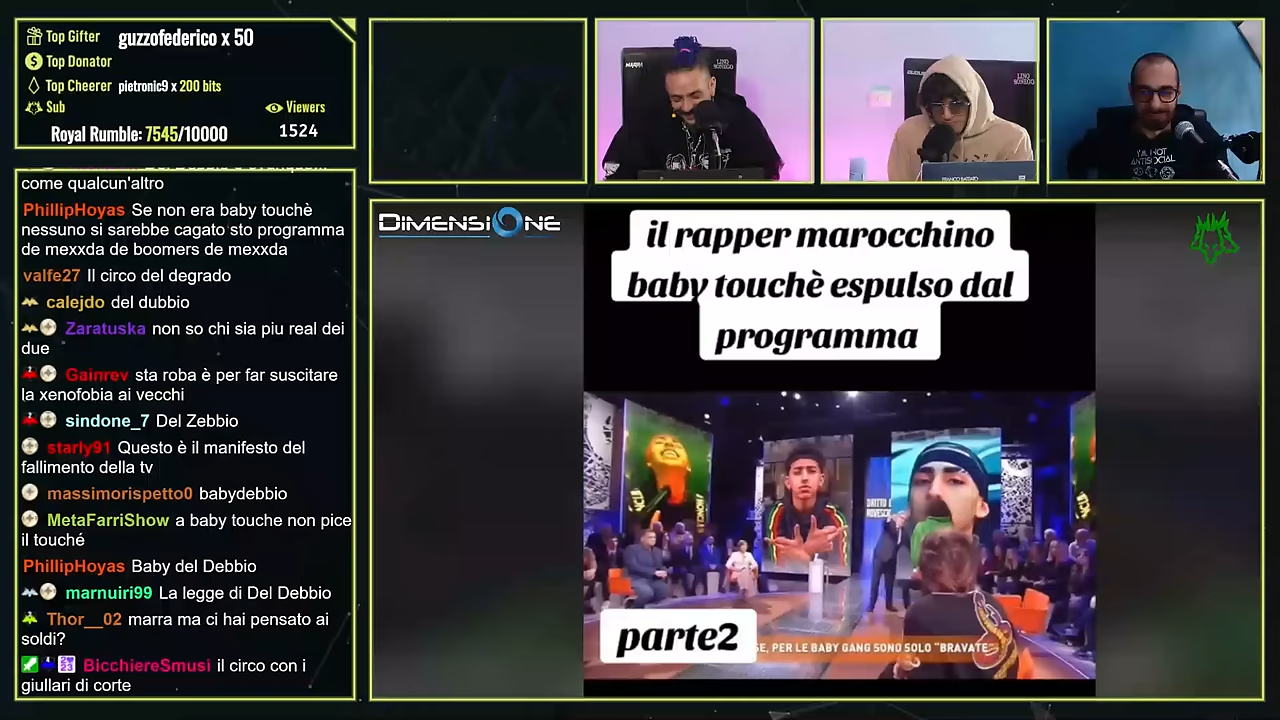 Top Gifter guzzofederico x 50
Top Donator
Top Cheerer pietronic9 x 200 bits
Sub
Viewers
Royal Rumble: 7545/10000
1524
come qualcun'altro
PhillipHoyas Se non era baby touchè
nessuno si sarebbe cagato sto programma
de mexxda de boomers de mexxda
valfe27 Il circo del degrado
calejdo del dubbio
Zaratuska non so chi sia piu real dei
due
Gainrev sta roba è per far suscitare
la xenofobia ai vecchi
sindone_7 Del Zebbio
starly91 Questo è il manifesto del
fallimento della tv
massimorispetto0 babydebbio
MetaFarriShow a baby touche non pice
il touché
PhillipHoyas Baby del Debbio
marnuiri99 La legge di Del Debbio
Thor__02 marra ma ci hai pensato ai
soldi?
BicchiereSmusi il circo con i
giullari di corte
I'M NOT
ANTISOCIAL
DIMENSIONE
il rapper marocchino
baby touchè espulso dal
programma
DRITTO E
ROVESCIO
parte2
SE, PER LE BABY GANG SONO SOLO "BRAVATE"